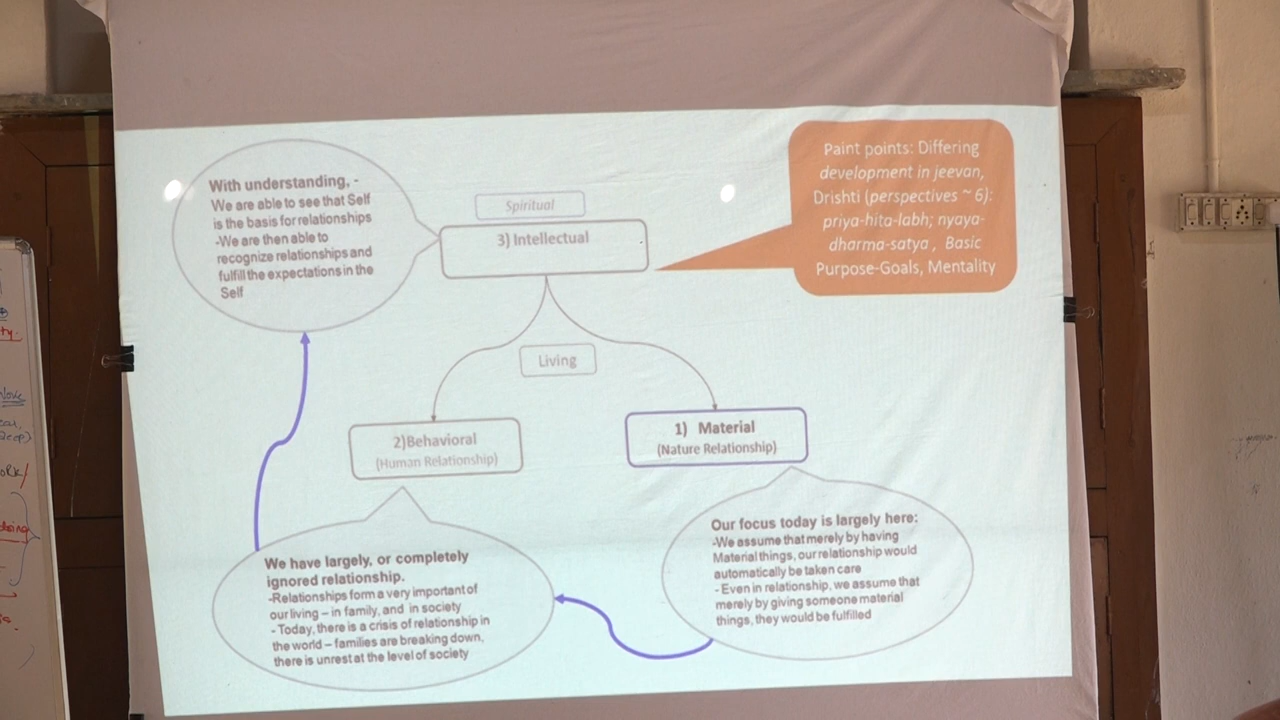 With understanding, -
We are able to see that Self
is the basis for relationships
-We are then able to
recognize relationships and
fulfill the expectations in the
Self
Spiritual
3) Intellectual
Paint points: Differing
development in jeevan,
Drishti (perspectives ~ 6):
priya-hita-labh; nyaya-
dharma-satya , Basic
Purpose-Goals, Mentality
Living
2)Behavioral
(Human Relationship)
1) Material
(Nature Relationship)
We have largely, or completely
ignored relationship.
-Relationships form a very important of
our living – in family, and in society
- Today, there is a crisis of relationship in
the world – families are breaking down,
there is unrest at the level of society
Our focus today is largely here:
-We assume that merely by having
Material things, our relationship would
automatically be taken care
- Even in relationship, we assume that
merely by giving someone material
things, they would be fulfilled